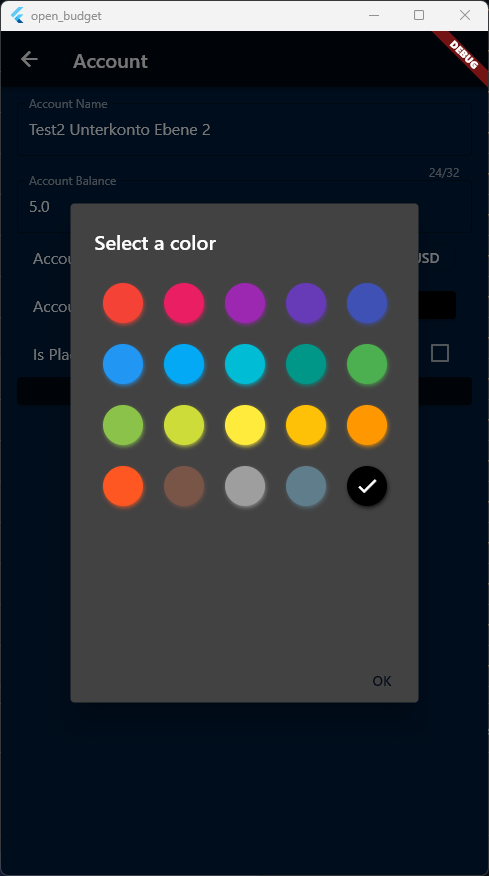 open_budget
DEBUG
Account
Account Name
Test2 Unterkonto Ebene 2
24/32
Account Balance
5.0
Accou
USD
Accou
Is Pla
Select a color
OK